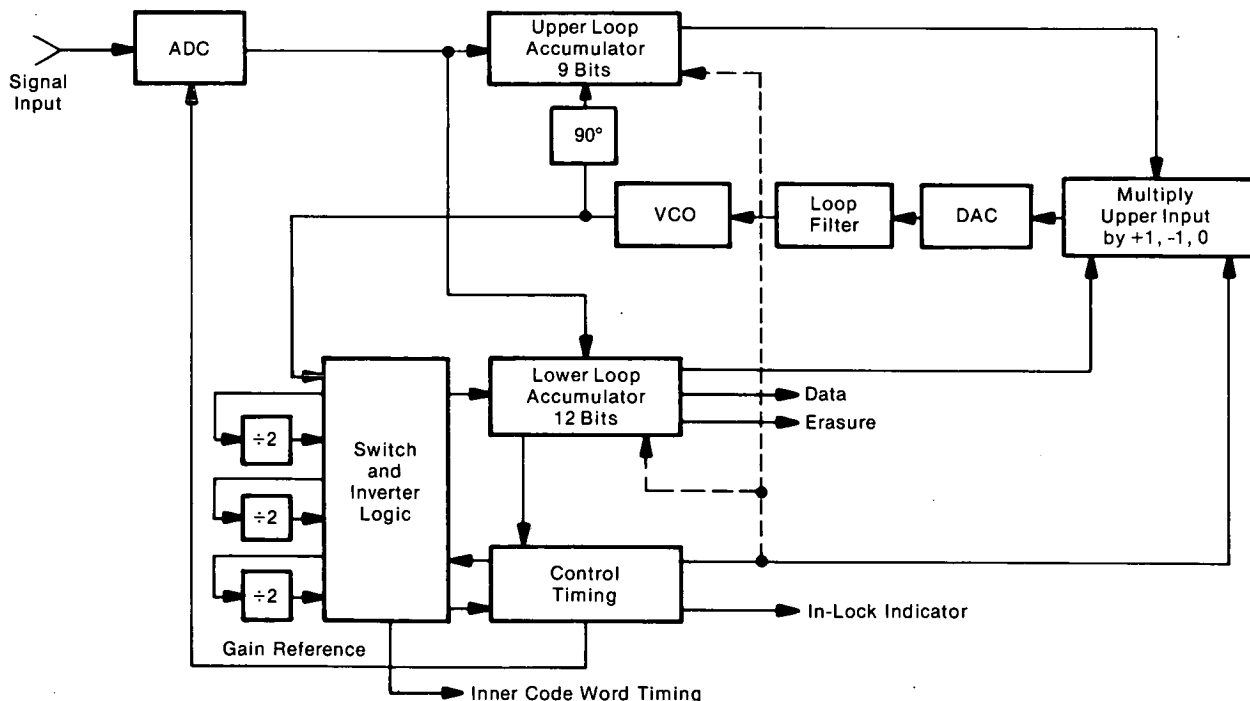 Signal
Input
ADC
Upper Loop
Accumulator
9 Bits
90°
VCO
Loop
Filter
DAC
Multiply
Upper Input
by +1, -1, 0
Lower Loop
Accumulator
12 Bits
Data
Erasure
÷2
÷2
÷2
Switch
and
Inverter
Logic
Control
Timing
In-Lock Indicator
Gain Reference
Inner Code Word Timing